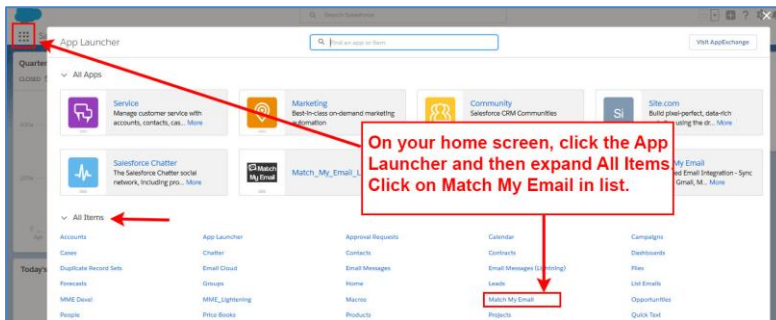 Search Salesforce
App Launcher
Find an app or item
Visit AppExchange
Quarter
CLOSED
All Apps
Service
Manage customer service with
accounts, contacts, cas... More
Marketing
Best-in-class on-demand marketing
automation
Community
Salesforce CRM Communities
Si
Site.com
Build pixel-perfect, data-rich
using the dr... More
Salesforce Chatter
The Salesforce Chatter social
network, including pro... More
Match
My Email
Match_My_Email_L
My Email
ed Email Integration - Sync
Gmail, M... More
On your home screen, click the App
Launcher and then expand All Items.
Click on Match My Email in list.
All Items
Accounts App Launcher Approval Requests Calendar Campaigns
Cases Chatter Contacts Contracts Dashboards
Today's
Duplicate Record Sets Email Cloud Email Messages Email Messages (Lightning) Files
Forecasts Groups Home Leads List Emails
MME Devel MME_Lightening Macros Match My Email Opportunities
People Price Books Products Projects Quick Text